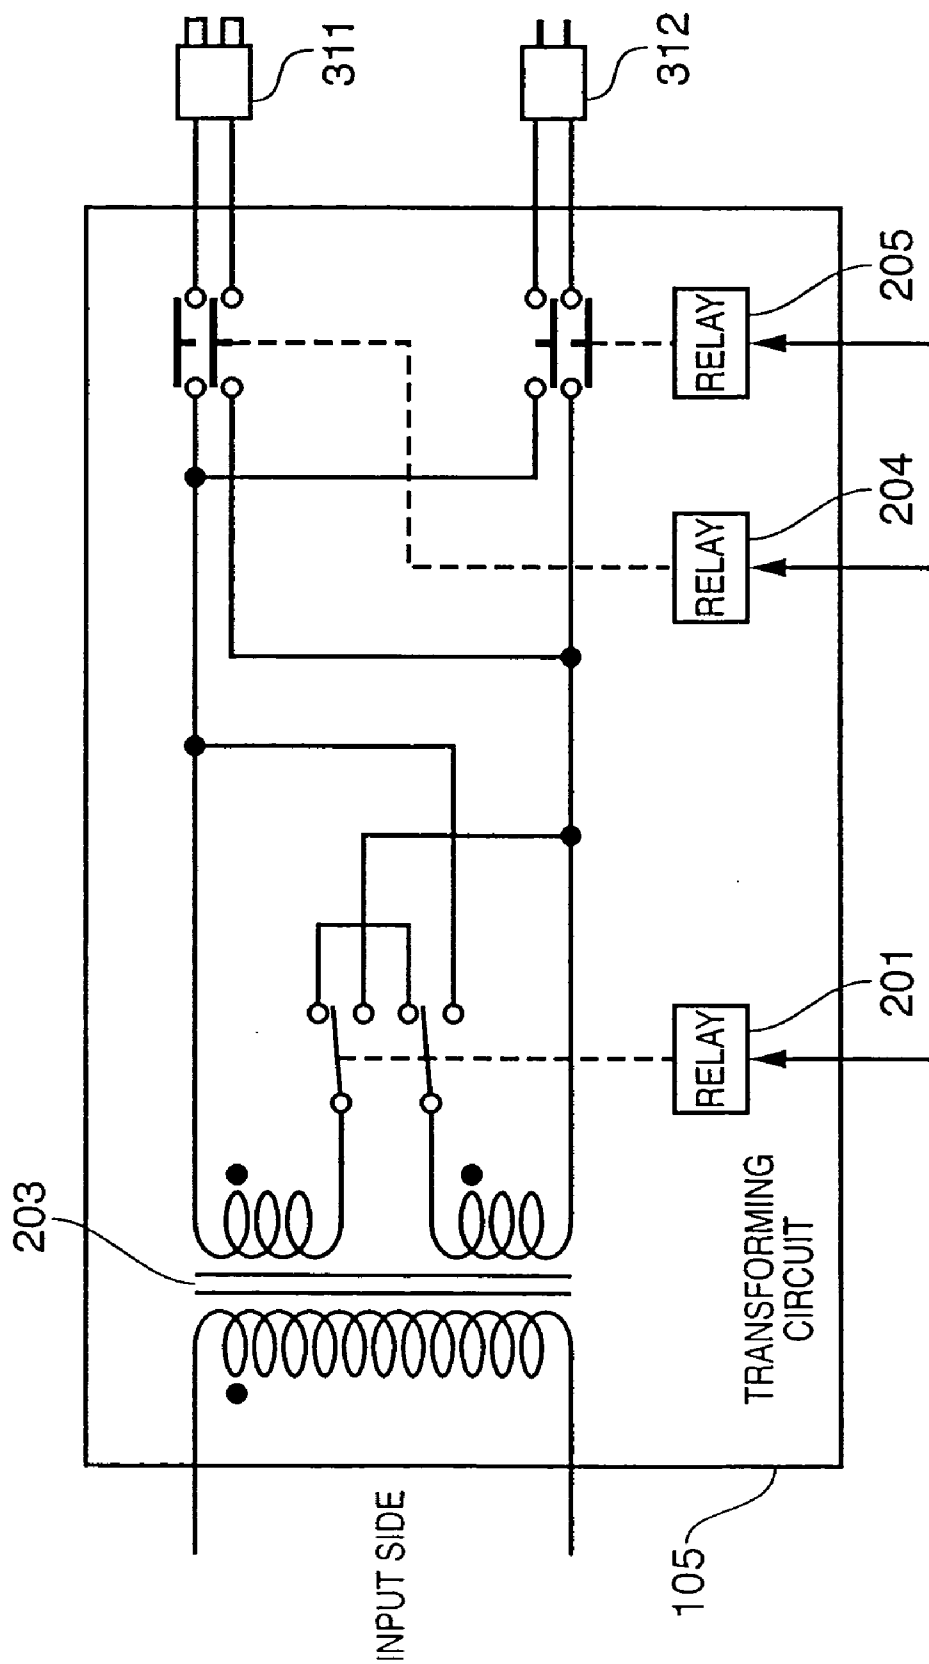 311
312
203
RELAY
201
RELAY
204
RELAY
205
TRANSFORMING
CIRCUIT
INPUT SIDE
105